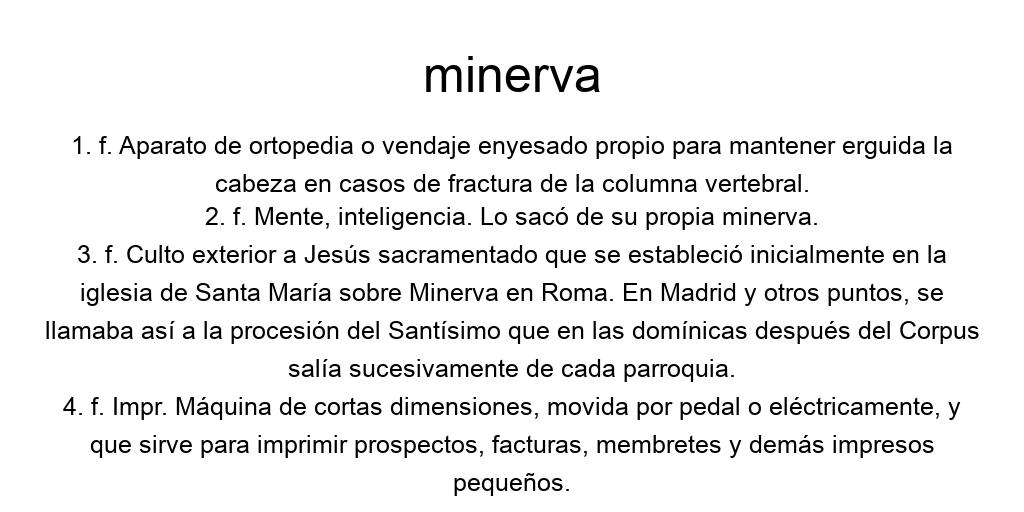 minerva
1. f. Aparato de ortopedia o vendaje enyesado propio para mantener erguida la
cabeza en casos de fractura de la columna vertebral.
2. f. Mente, inteligencia. Lo sacó de su propia minerva.
3. f. Culto exterior a Jesús sacramentado que se estableció inicialmente en la
iglesia de Santa María sobre Minerva en Roma. En Madrid y otros puntos, se
llamaba así a la procesión del Santísimo que en las domínicas después del Corpus
salía sucesivamente de cada parroquia.
4. f. Impr. Máquina de cortas dimensiones, movida por pedal o eléctricamente, y
que sirve para imprimir prospectos, facturas, membretes y demás impresos
pequeños.